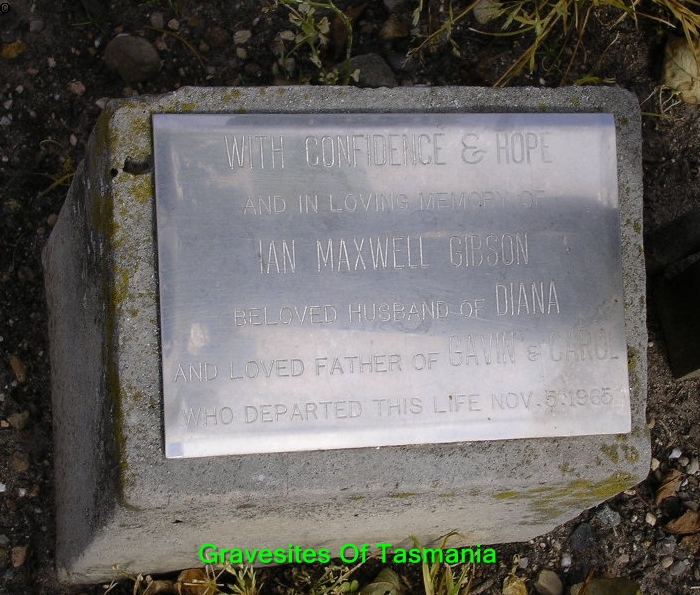 WITH CONFIDENCE & HOPE
AND IN LOVING MEMORY OF
IAN MAXWELL GIBSON
BELOVED HUSBAND OF DIANA
AND LOVED FATHER OF GAVIN & CAROL
WHO DEPARTED THIS LIFE NOV. 5. 1965
Gravesites Of Tasmania